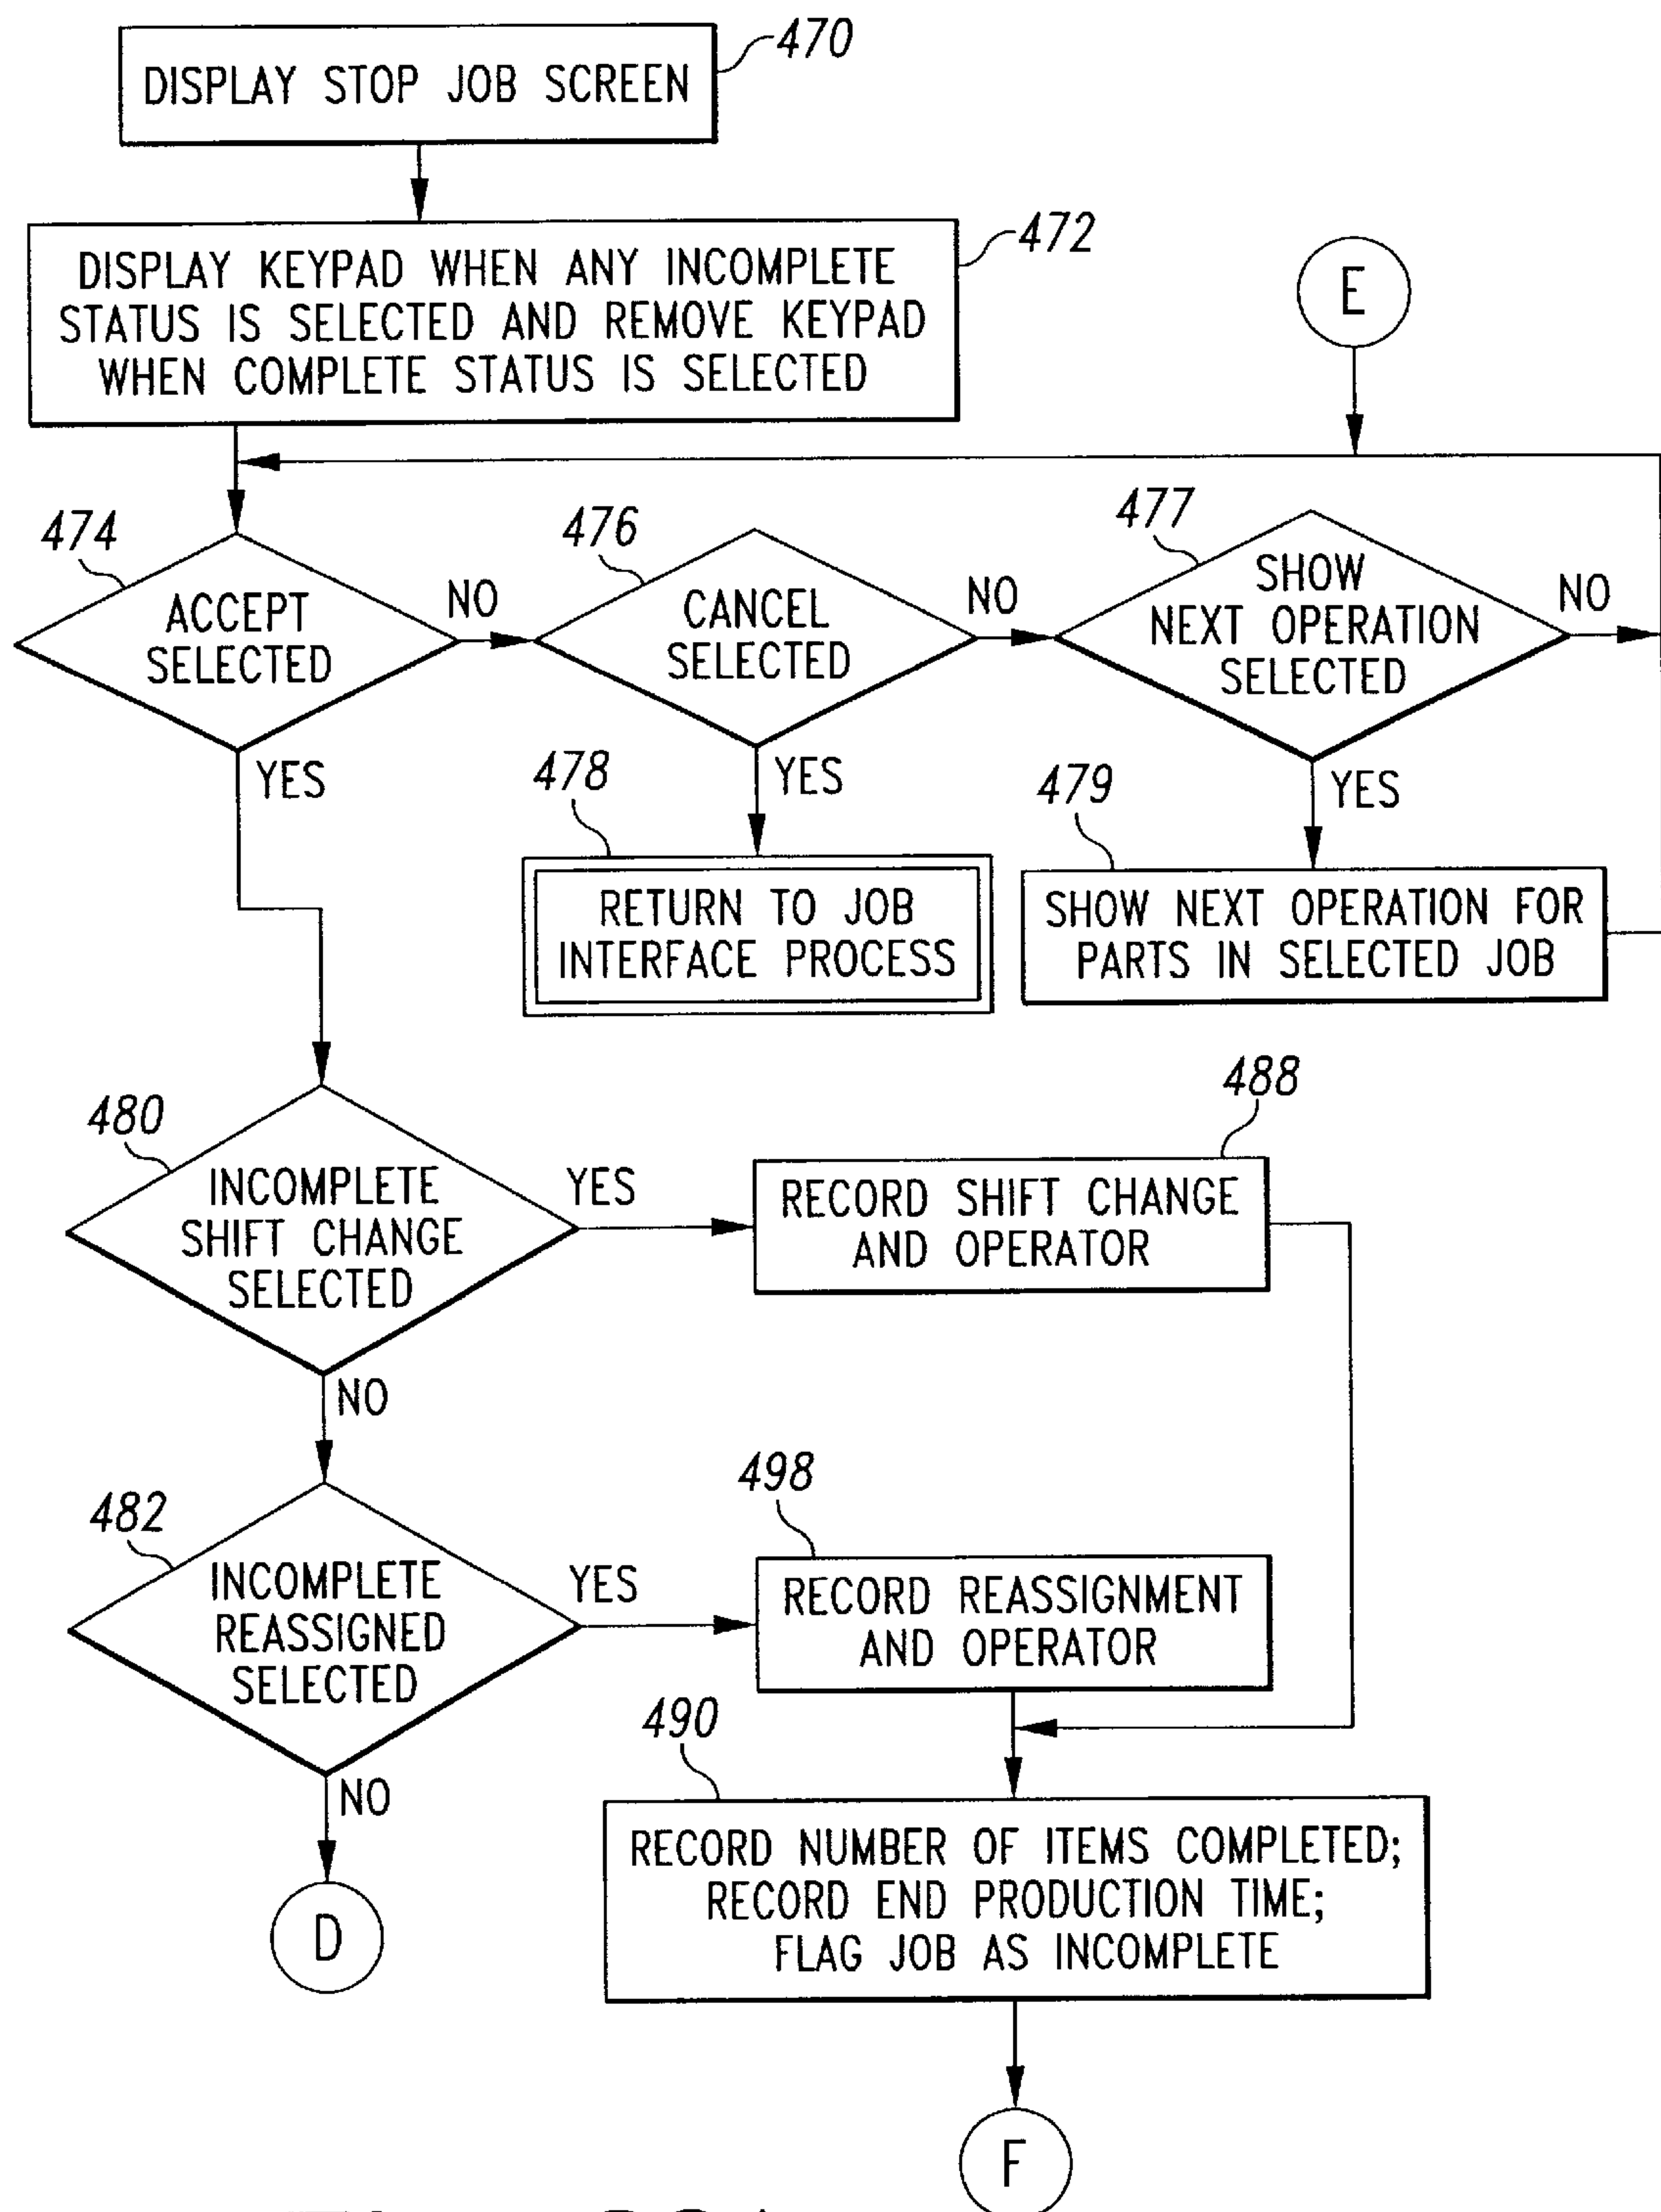 470
DISPLAY STOP JOB SCREEN
472
DISPLAY KEYPAD WHEN ANY INCOMPLETE
STATUS IS SELECTED AND REMOVE KEYPAD
WHEN COMPLETE STATUS IS SELECTED
E
474
ACCEPT
SELECTED
NO
YES
476
CANCEL
SELECTED
NO
YES
477
SHOW
NEXT OPERATION
SELECTED
NO
YES
478
RETURN TO JOB
INTERFACE PROCESS
479
SHOW NEXT OPERATION FOR
PARTS IN SELECTED JOB
480
INCOMPLETE
SHIFT CHANGE
SELECTED
YES
NO
488
RECORD SHIFT CHANGE
AND OPERATOR
482
INCOMPLETE
REASSIGNED
SELECTED
YES
NO
498
RECORD REASSIGNMENT
AND OPERATOR
490
RECORD NUMBER OF ITEMS COMPLETED;
RECORD END PRODUCTION TIME;
FLAG JOB AS INCOMPLETE
D
F